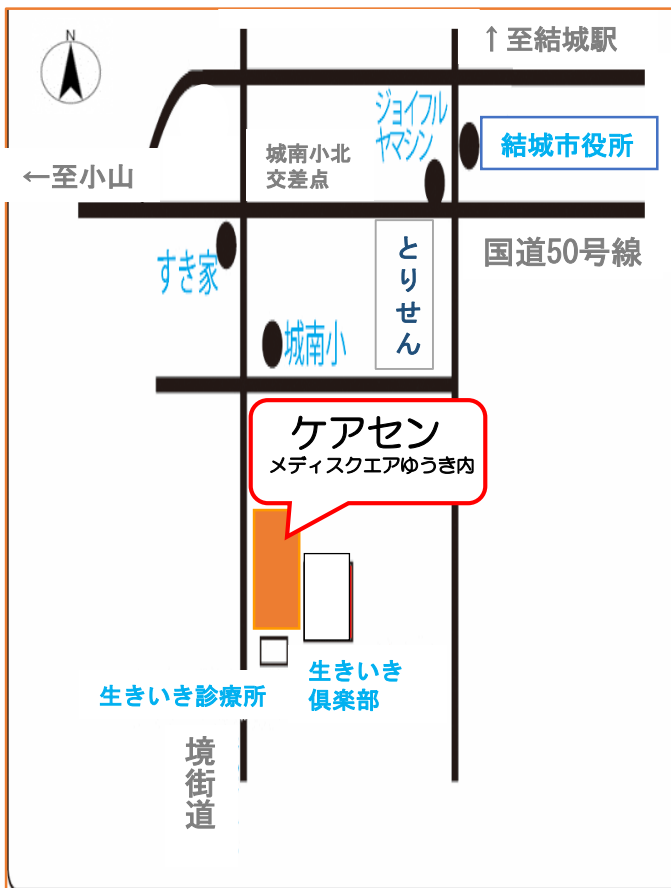 N
↑至結城駅
ジョイフル
ヤマシン
結城市役所
城南小北
交差点
←至小山
国道50号線
すき家
とりせん
城南小
ケアセン
メディスクエアゆうき内
生きいき
倶楽部
生きいき診療所
境街道